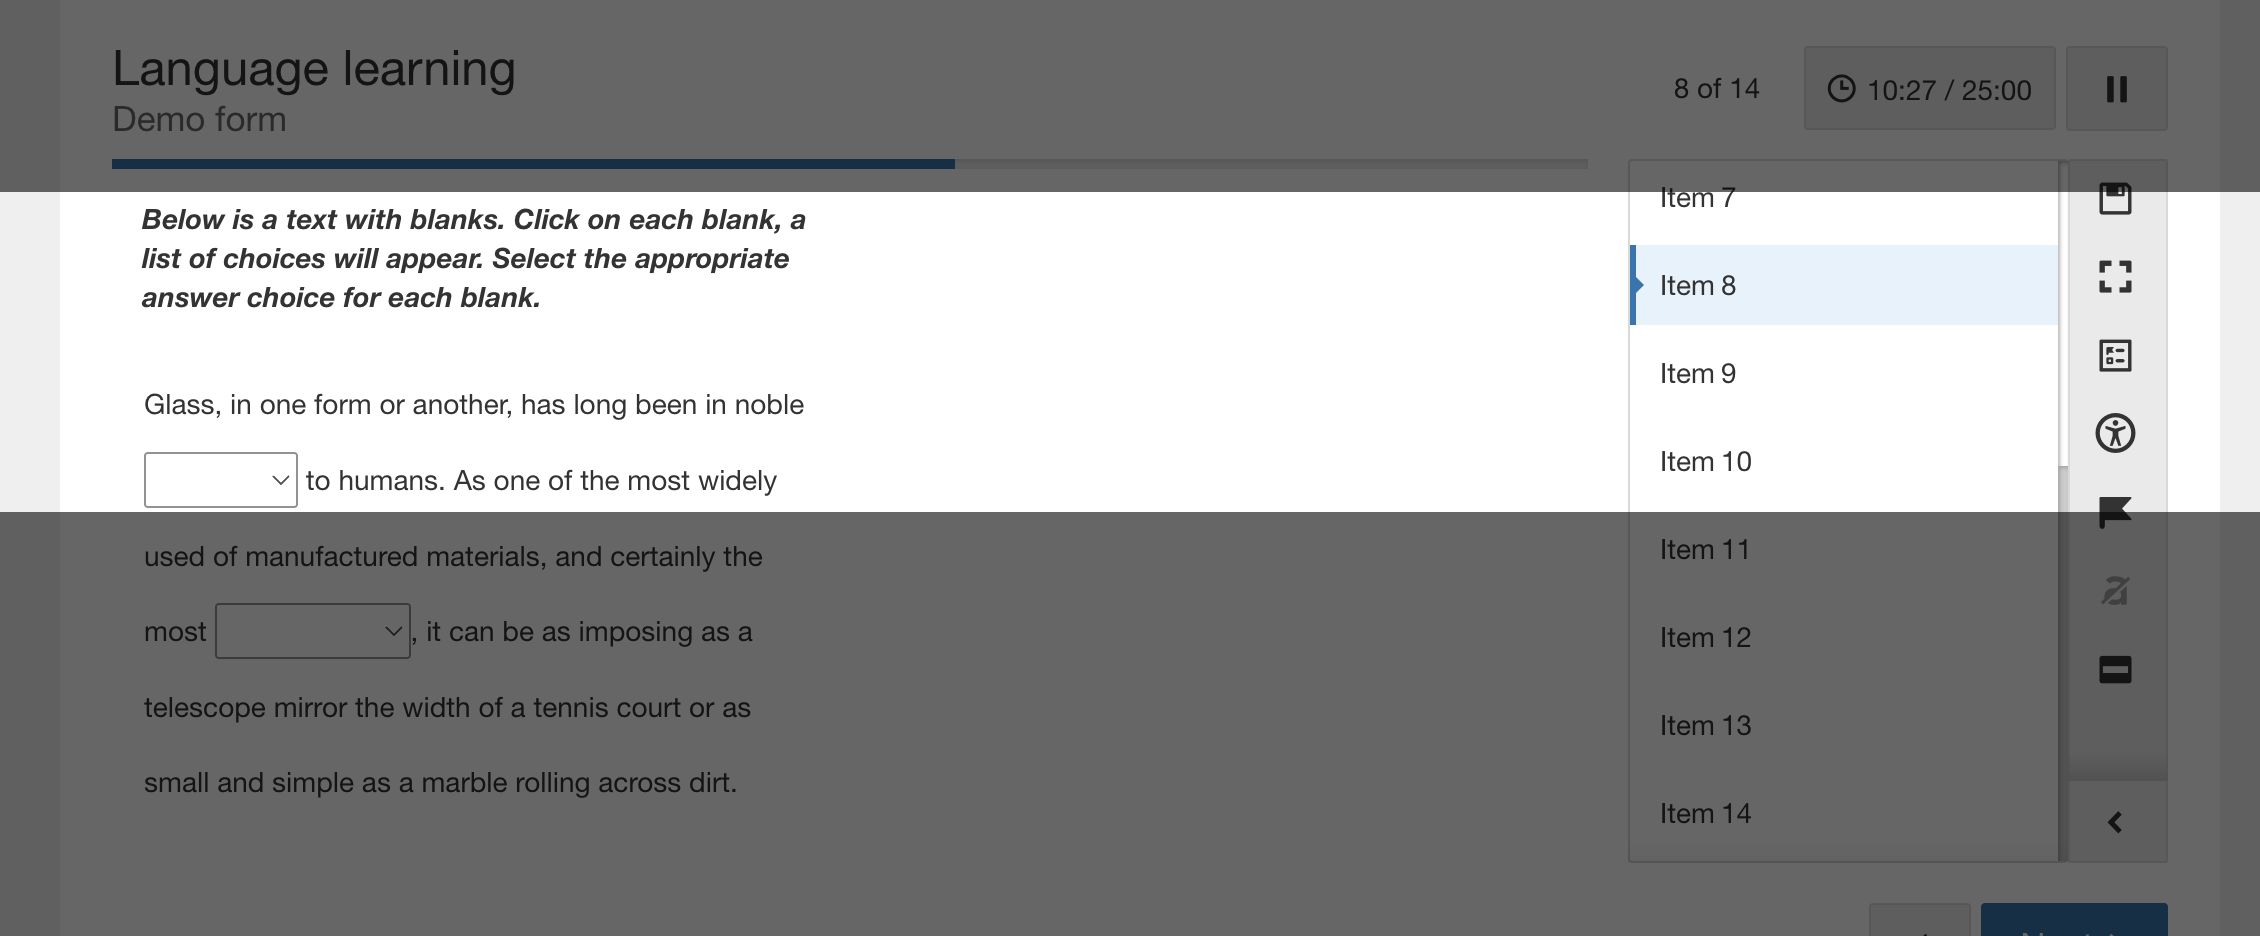 Language learning
Demo form
8 of 14
10:27 / 25:00
Below is a text with blanks. Click on each blank, a
list of choices will appear. Select the appropriate
answer choice for each blank.
Glass, in one form or another, has long been in noble
to humans. As one of the most widely
used of manufactured materials, and certainly the
most , it can be as imposing as a
telescope mirror the width of a tennis court or as
small and simple as a marble rolling across dirt.
Item 7
Item 8
Item 9
Item 10
Item 11
Item 12
Item 13
Item 14